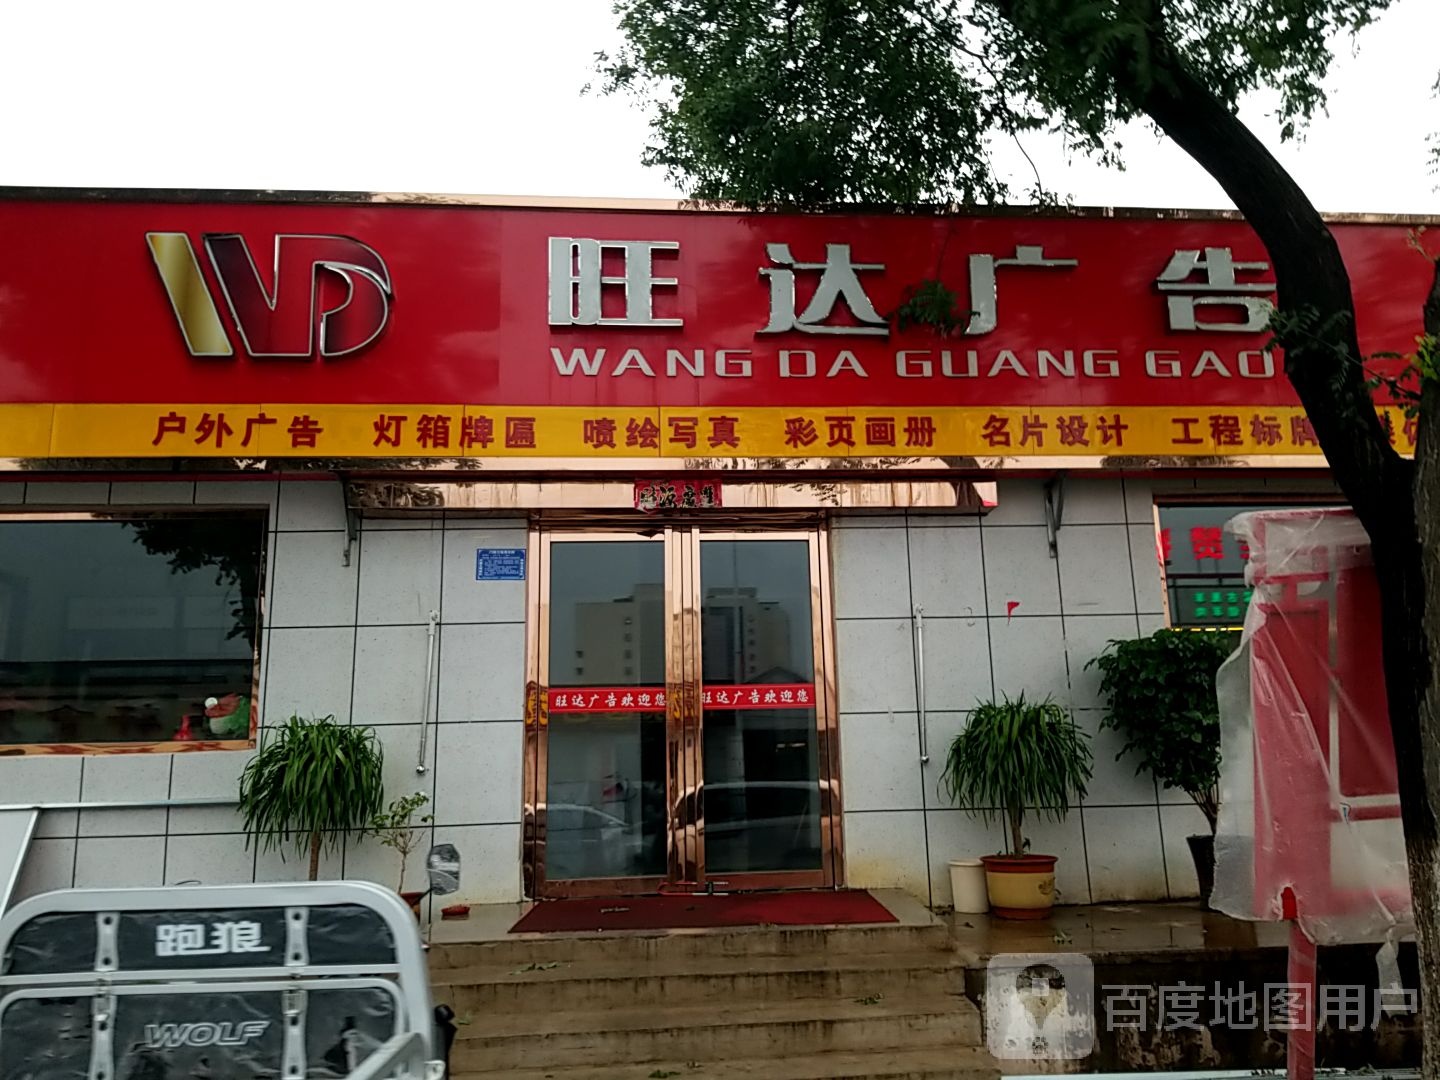 WD
旺达广告
WANG DA GUANG GAO
户外广告 灯箱牌匾 喷绘写真 彩页画册 名片设计 工程标牌
旺达广告欢迎您 旺达广告欢迎您
跑狼
WOLF
百度地图用户